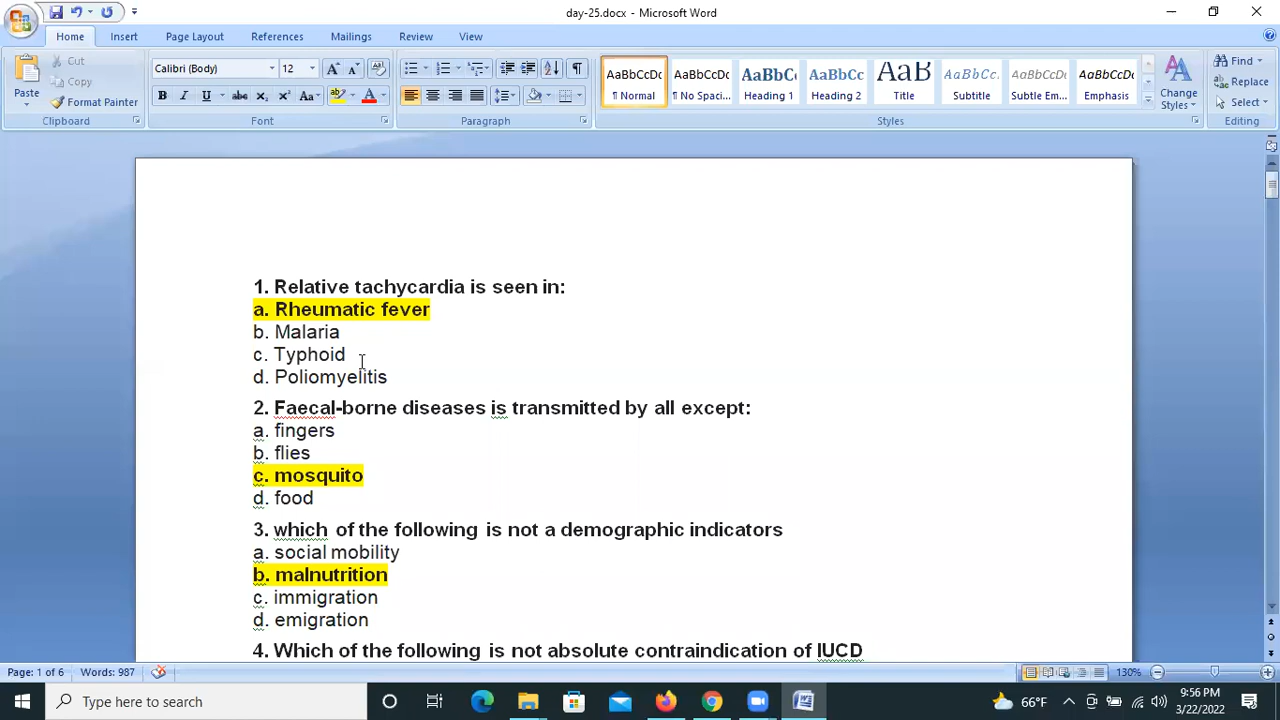 day-25.docx - Microsoft Word
Home Insert Page Layout References Mailings Review View
Paste Cut Copy Format Painter
Calibri (Body) 12
AaBbCcDc AaBbCcDc AaBbC AaBbCc AaB AaBbCc. AaBbCcDc AaBbCcDc
¶ Normal ¶ No Spaci... Heading 1 Heading 2 Title Subtitle Subtle Em... Emphasis
Change Styles
Find Replace Select
Clipboard Font Paragraph Styles Editing
1. Relative tachycardia is seen in:
a. Rheumatic fever
b. Malaria
c. Typhoid
d. Poliomyelitis
2. Faecal-borne diseases is transmitted by all except:
a. fingers
b. flies
c. mosquito
d. food
3. which of the following is not a demographic indicators
a. social mobility
b. malnutrition
c. immigration
d. emigration
4. Which of the following is not absolute contraindication of IUCD
Page: 1 of 6 Words: 987 130%
Type here to search 66°F 9:56 PM
3/22/2022